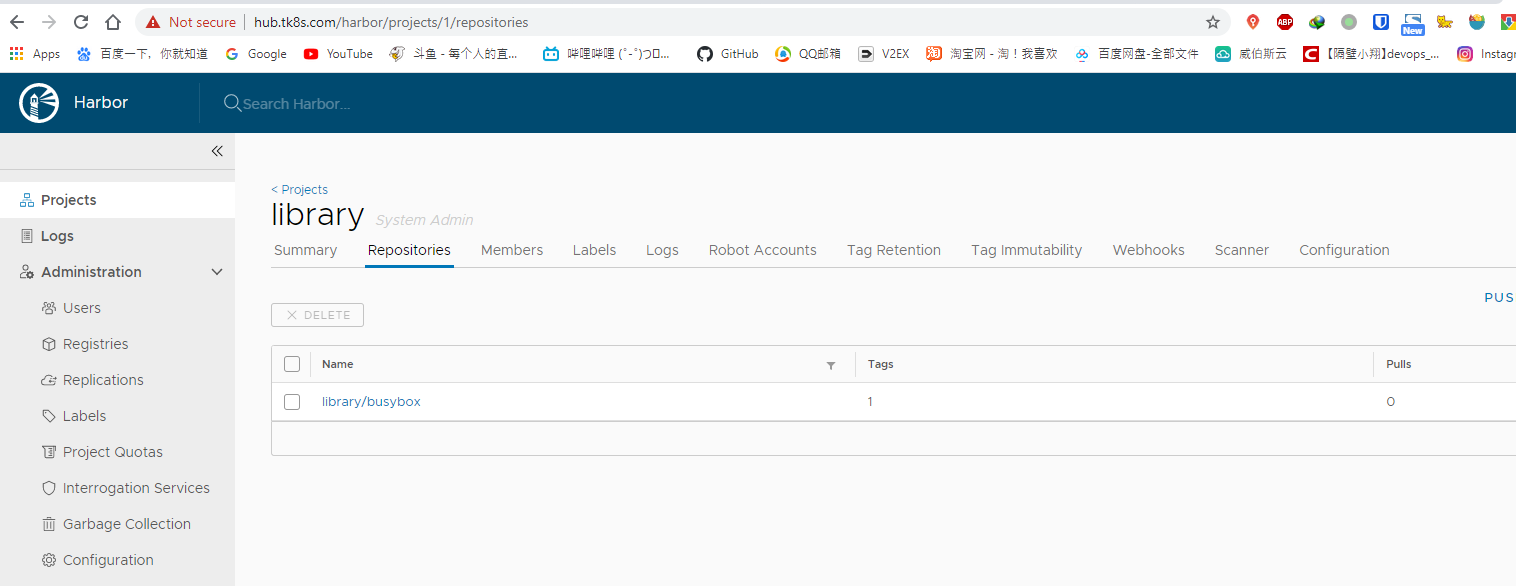 Not secure hub.tk8s.com/harbor/projects/1/repositories
ABP
New
Apps 百度一下，你就知道 Google YouTube 斗鱼 - 每个人的直... 哔哩哔哩 (゜-゜)つロ... GitHub QQ邮箱 V2EX 淘宝网 - 淘！我喜欢 百度网盘-全部文件 威伯斯云 【隔壁小翔】devops_... Instagr
Harbor
Search Harbor...
Projects
Logs
Administration
Users
Registries
Replications
Labels
Project Quotas
Interrogation Services
Garbage Collection
Configuration
< Projects
library System Admin
Summary Repositories Members Labels Logs Robot Accounts Tag Retention Tag Immutability Webhooks Scanner Configuration
PUS
DELETE
Name Tags Pulls
library/busybox 1 0